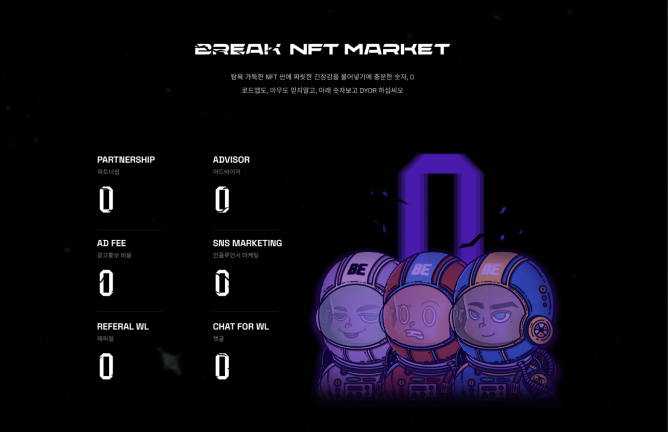 BREAK NFT MARKET
탐욕 가득한 NFT 씬에 짜릿한 긴장감을 불어넣기에 충분한 숫자, 0
로드맵도, 아무도 믿지말고, 아래 숫자보고 DYOR 하십씨오
PARTNERSHIP
파트너쉽
0
ADVISOR
어드바이저
0
AD FEE
광고홍보 비용
0
SNS MARKETING
인플루언서 마케팅
0
REFERAL WL
레퍼럴
0
CHAT FOR WL
챗굴
0
0
BE
BE
BE